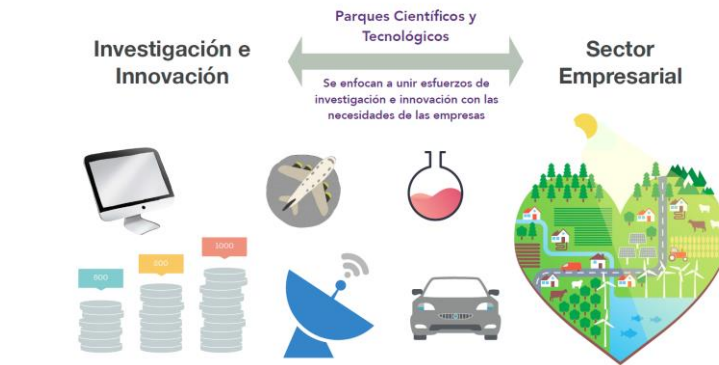 Parques Científicos y
Tecnológicos
Investigación e
Innovación
Sector
Empresarial
Se enfocan a unir esfuerzos de
investigación e innovación con las
necesidades de las empresas
1000
800